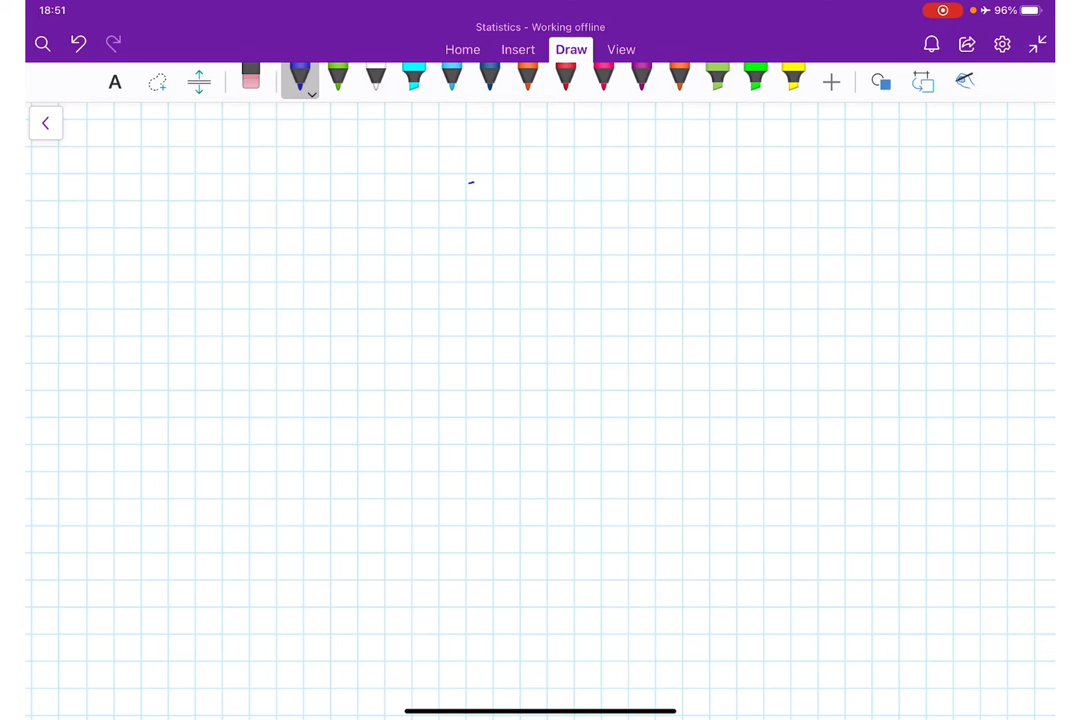 18:51
96%
Statistics - Working offline
Home Insert Draw View
A